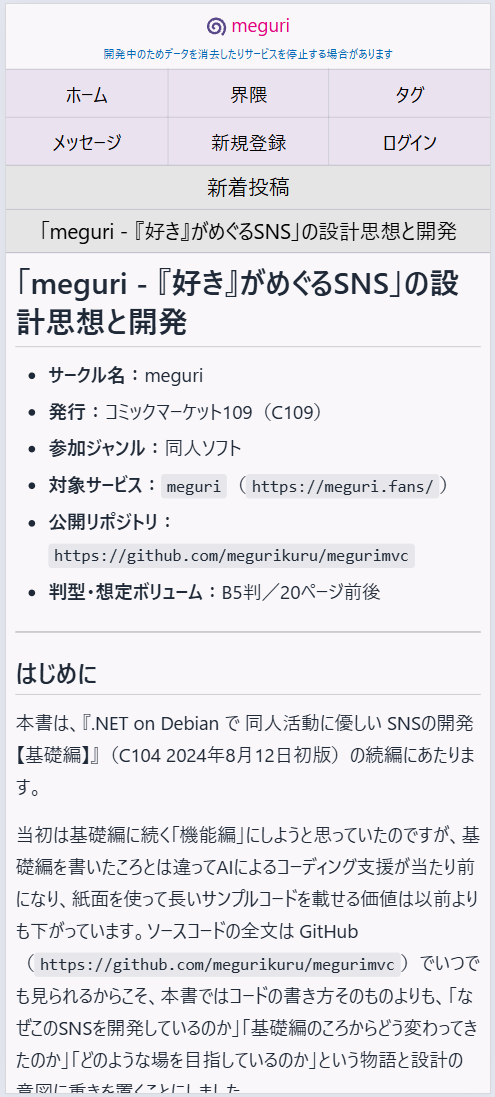 meguri
開発中のためデータを消去したりサービスを停止する場合があります
ホーム
界隈
タグ
メッセージ
新規登録
ログイン
新着投稿
「meguri - 『好き』がめぐるSNS」の設計思想と開発
「meguri - 『好き』がめぐるSNS」の設
計思想と開発
• サークル名：meguri
• 発行：コミックマーケット109（C109）
• 参加ジャンル：同人ソフト
• 対象サービス： meguri （ https://meguri.fans/ ）
• 公開リポジトリ：
https://github.com/megurikuru/megurimvc
• 判型・想定ボリューム：B5判／20ページ前後
はじめに
本書は、『.NET on Debian で 同人活動に優しい SNSの開発
【基礎編】』（C104 2024年8月12日初版）の続編にあたりま
す。
当初は基礎編に続く「機能編」にしようと思っていたのですが、基
礎編を書いたころとは違ってAIによるコーディング支援が当たり前
になり、紙面を使って長いサンプルコードを載せる価値は以前より
も下がっています。ソースコードの全文は GitHub
（ https://github.com/megurikuru/megurimvc ）でいつで
も見られるからこそ、本書ではコードの書き方そのものよりも、「な
ぜこのSNSを開発しているのか」「基礎編のころからどう変わってき
たのか」「どのような場を目指しているのか」という物語と設計の
意図に重きを置くことにしました